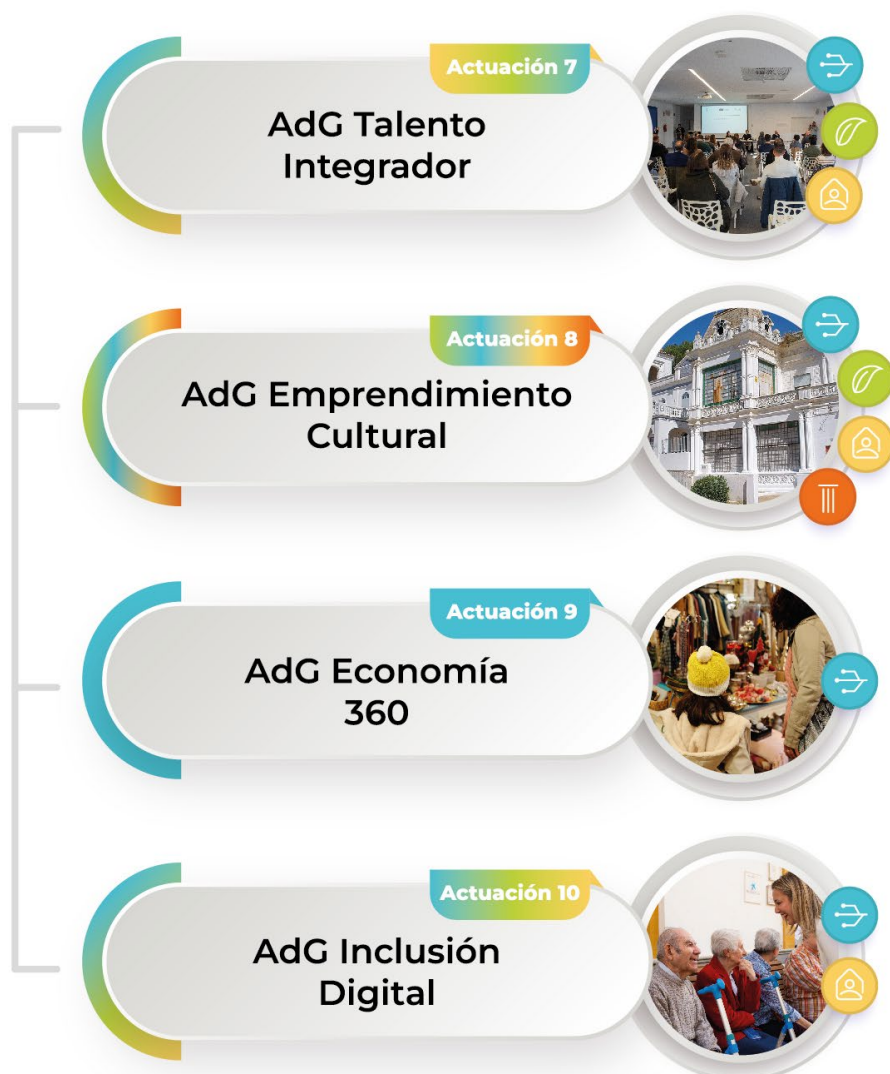 Actuación 7
AdG Talento
Integrador
Actuación 8
AdG Emprendimiento
Cultural
Actuación 9
AdG Economía
360
Actuación 10
AdG Inclusión
Digital